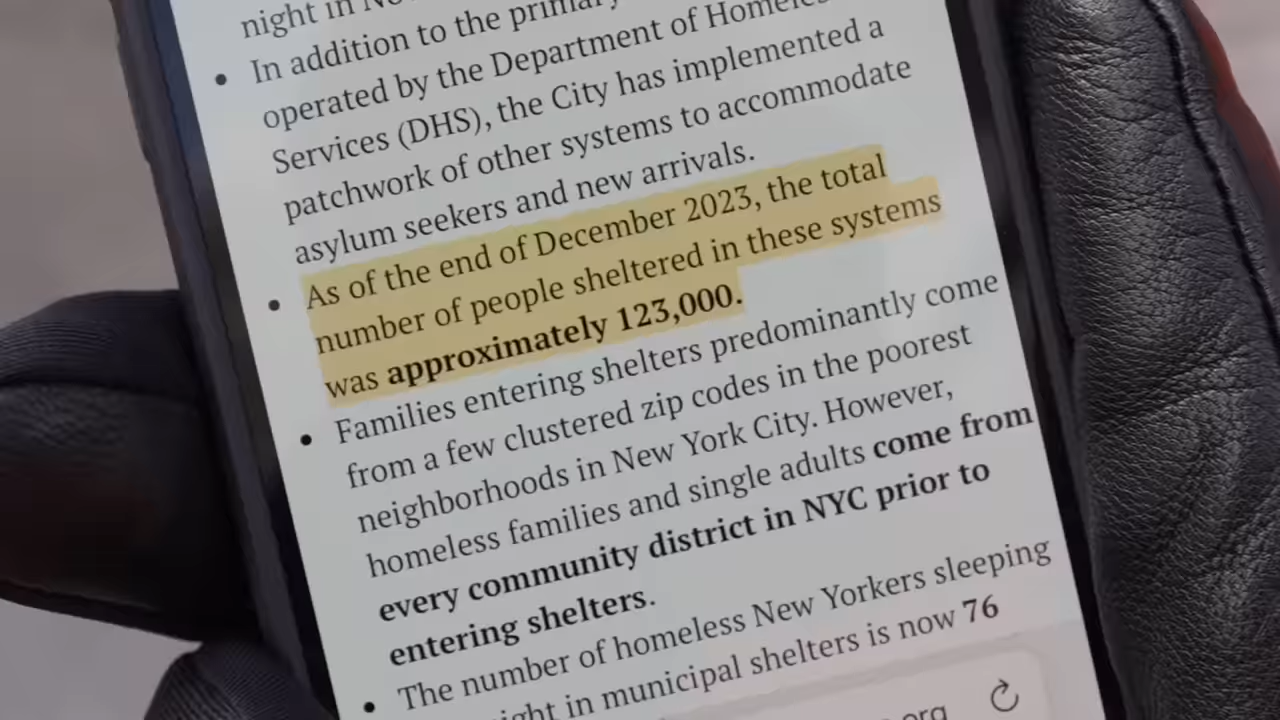 night in
• In addition to the primary
operated by the Department of Homeless
Services (DHS), the City has implemented a
patchwork of other systems to accommodate
asylum seekers and new arrivals.
• As of the end of December 2023, the total
number of people sheltered in these systems
was approximately 123,000.
• Families entering shelters predominantly come
from a few clustered zip codes in the poorest
neighborhoods in New York City. However,
homeless families and single adults come from
every community district in NYC prior to
entering shelters.
• The number of homeless New Yorkers sleeping
in municipal shelters is now 76
.org